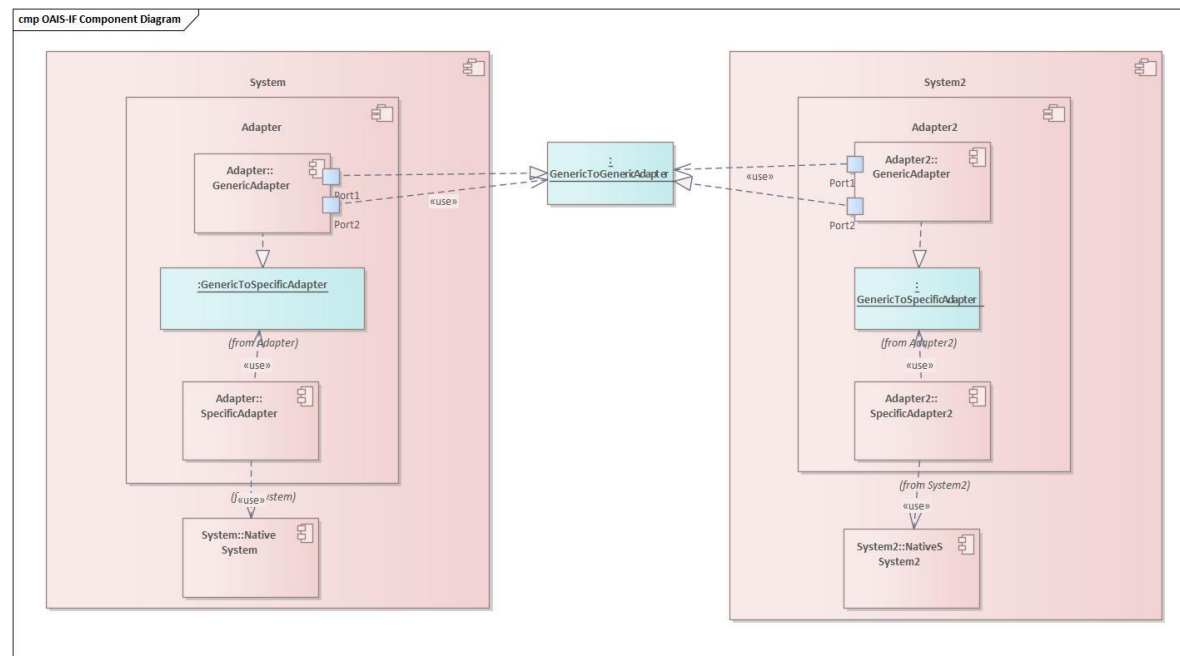 cmp OAIS-IF Component Diagram
System
Adapter
Adapter::
GenericAdapter
Port1
Port2
«use»
:GenericToSpecificAdapter
(from Adapter)
«use»
Adapter::
SpecificAdapter
«use»
System::Native
System
:
GenericToGenericAdapter
System2
Adapter2
Adapter2::
GenericAdapter
Port1
Port2
«use»
:
GenericToSpecificAdapter
(from Adapter2)
«use»
Adapter2::
SpecificAdapter2
(from System2)
«use»
System2::NativeS
System2